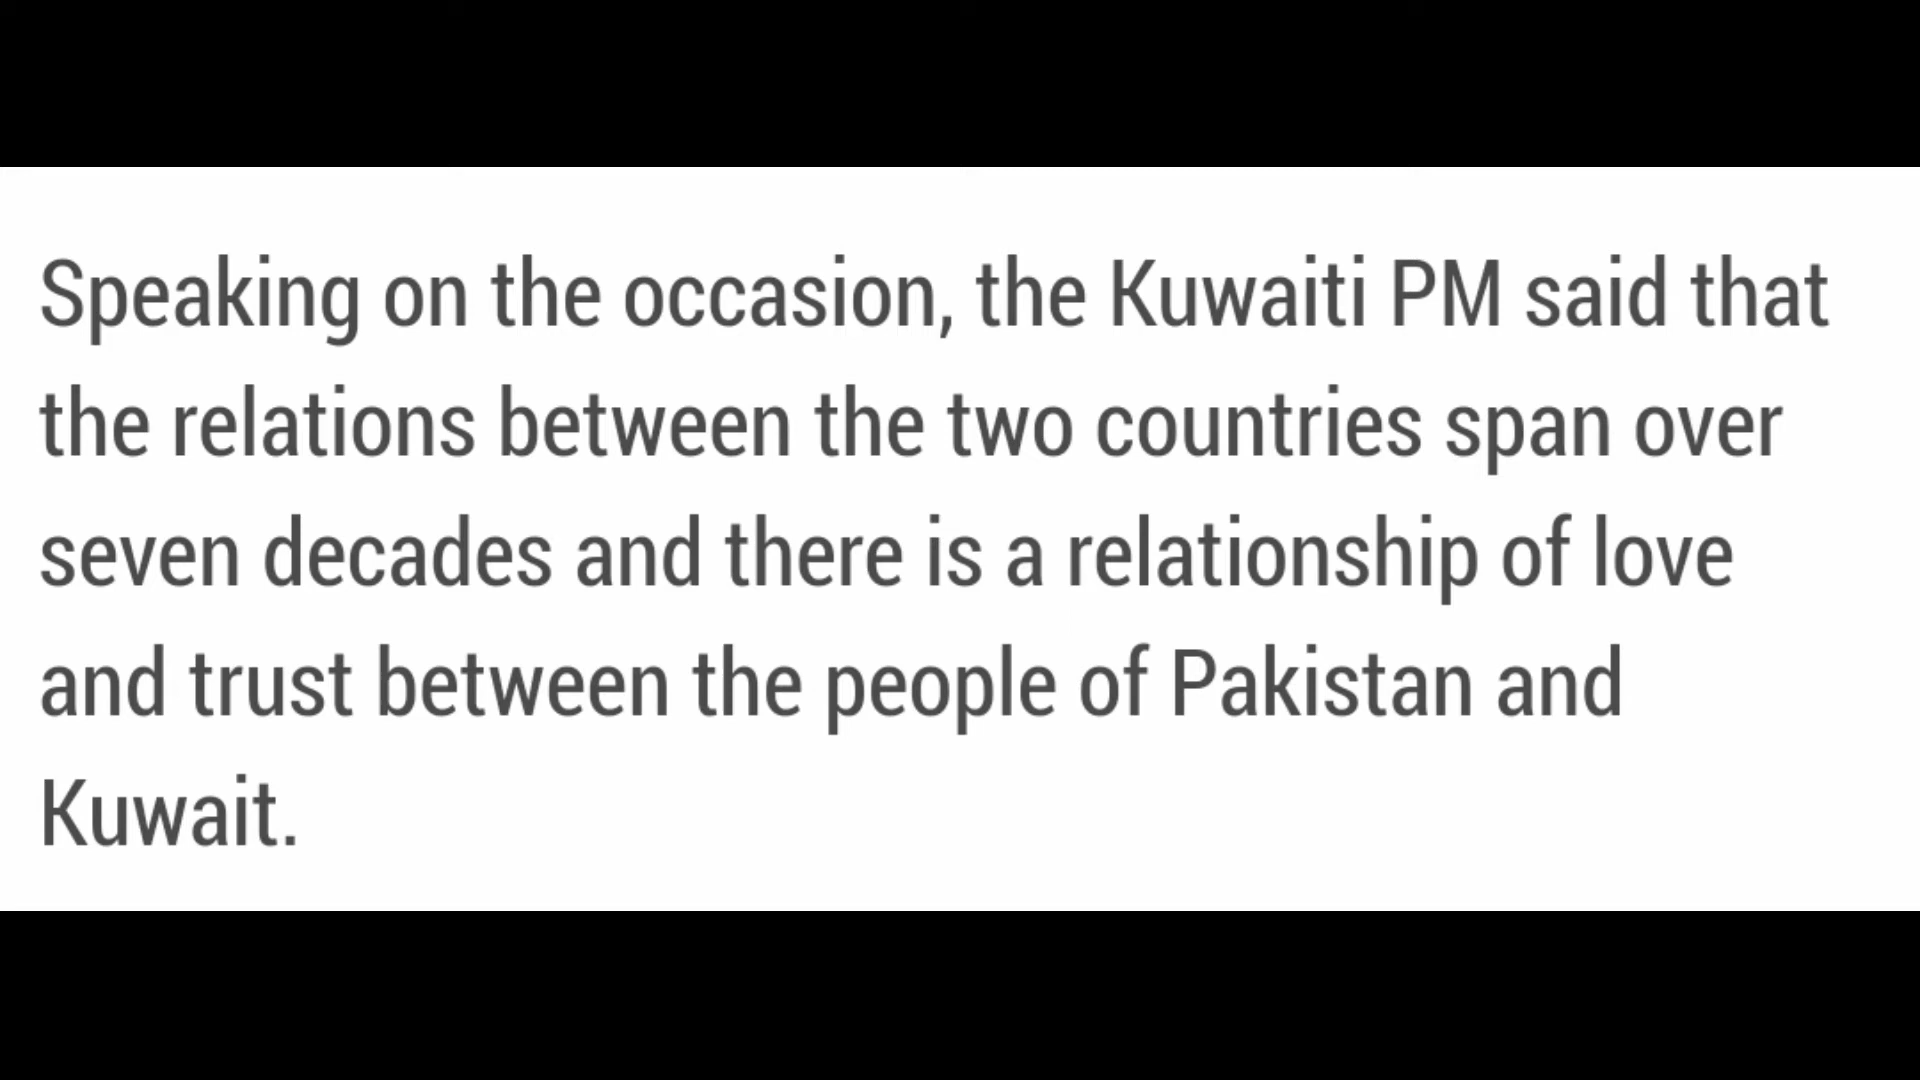 Speaking on the occasion, the Kuwaiti PM said that
the relations between the two countries span over
seven decades and there is a relationship of love
and trust between the people of Pakistan and
Kuwait.